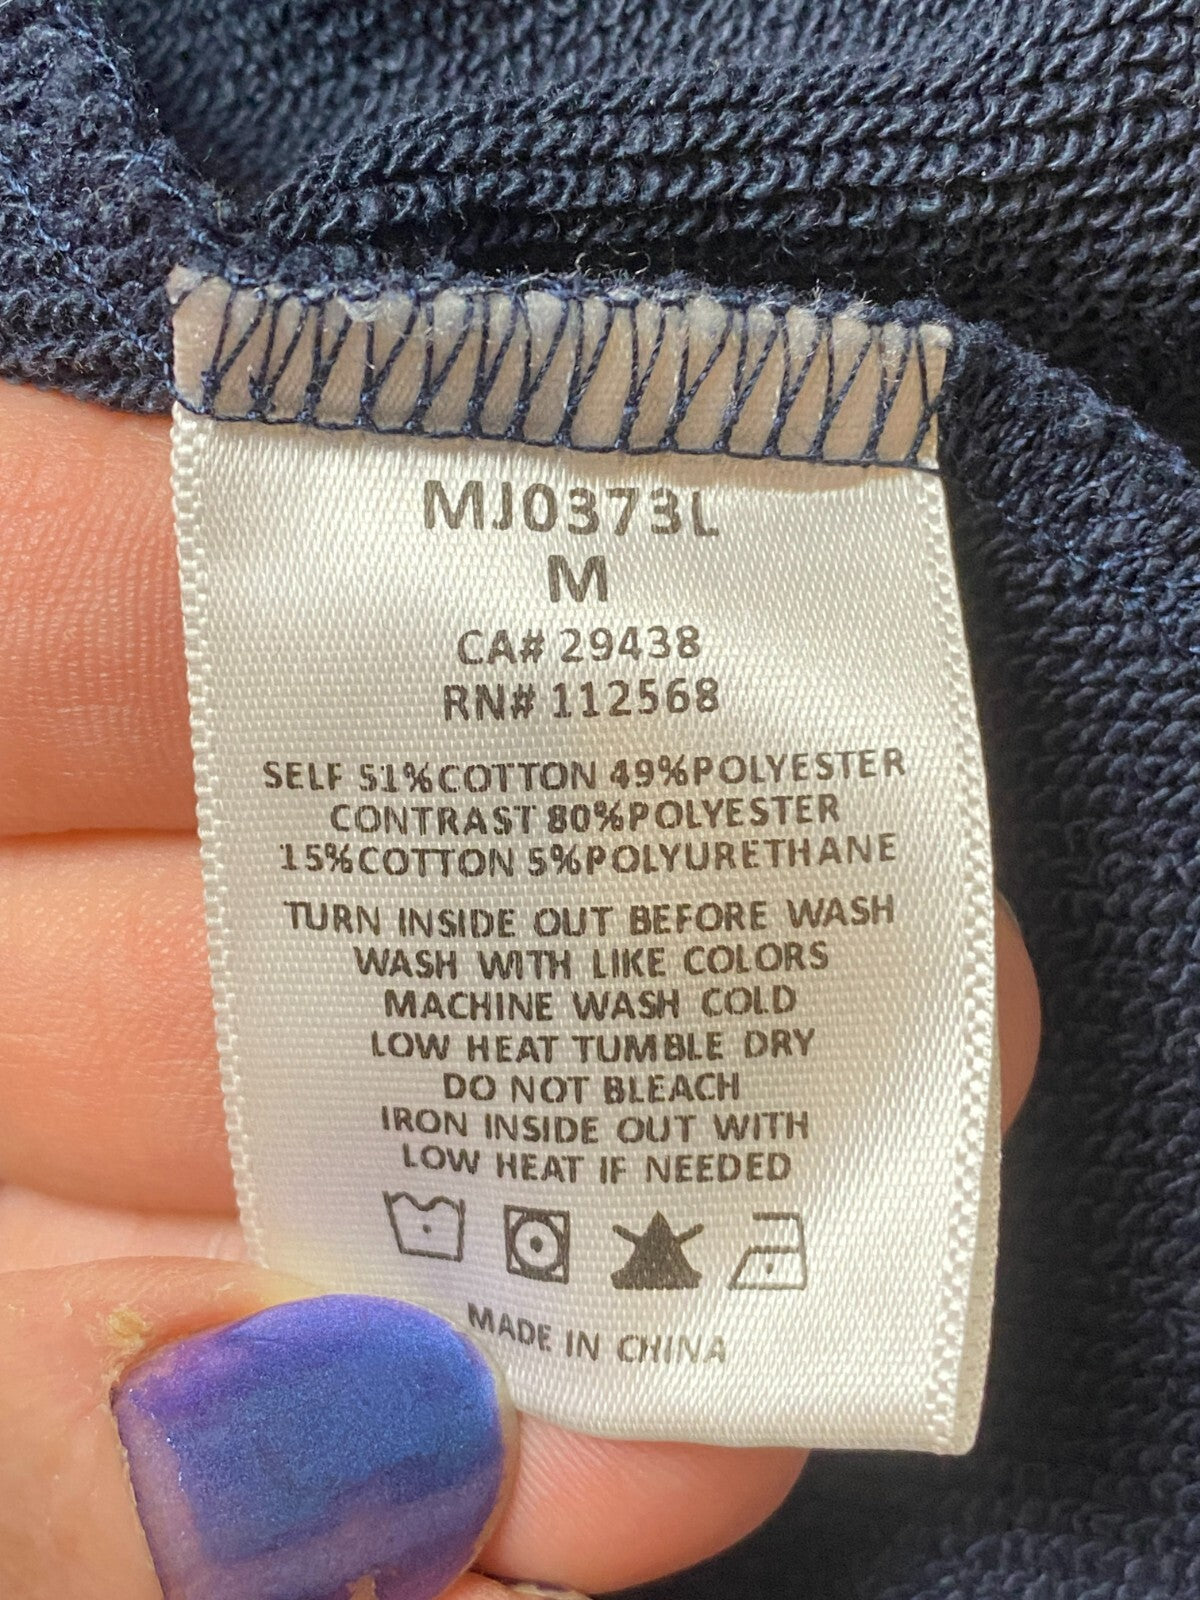 MJ0373L
M
CA# 29438
RN# 112568
SELF 51%COTTON 49%POLYESTER
CONTRAST 80%POLYESTER
15%COTTON 5%POLYURETHANE
TURN INSIDE OUT BEFORE WASH
WASH WITH LIKE COLORS
MACHINE WASH COLD
LOW HEAT TUMBLE DRY
DO NOT BLEACH
IRON INSIDE OUT WITH
LOW HEAT IF NEEDED
MADE IN CHINA